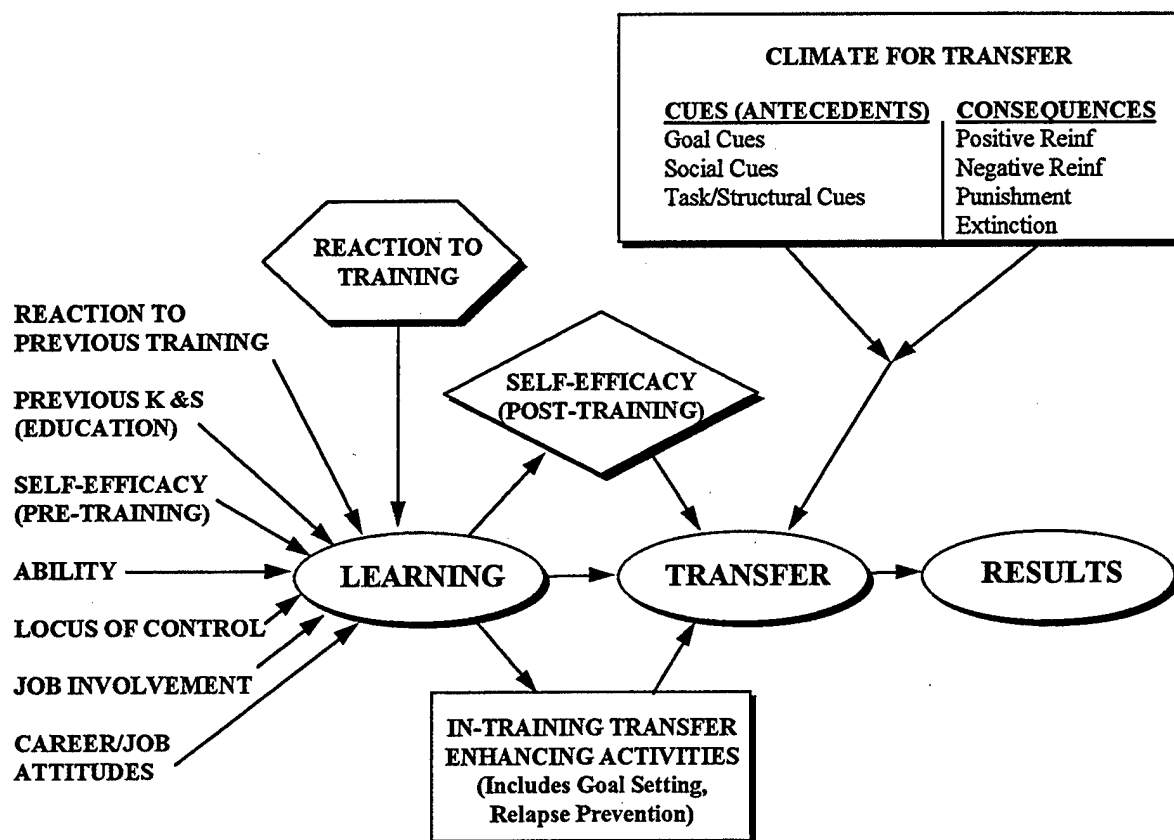 CLIMATE FOR TRANSFER
CUES (ANTECEDENTS)
Goal Cues
Social Cues
Task/Structural Cues
CONSEQUENCES
Positive Reinf
Negative Reinf
Punishment
Extinction
REACTION TO
TRAINING
REACTION TO
PREVIOUS TRAINING
PREVIOUS K &S
(EDUCATION)
SELF-EFFICACY
(PRE-TRAINING)
ABILITY
LOCUS OF CONTROL
JOB INVOLVEMENT
CAREER/JOB
ATTITUDES
SELF-EFFICACY
(POST-TRAINING)
LEARNING
TRANSFER
RESULTS
IN-TRAINING TRANSFER
ENHANCING ACTIVITIES
(Includes Goal Setting,
Relapse Prevention)